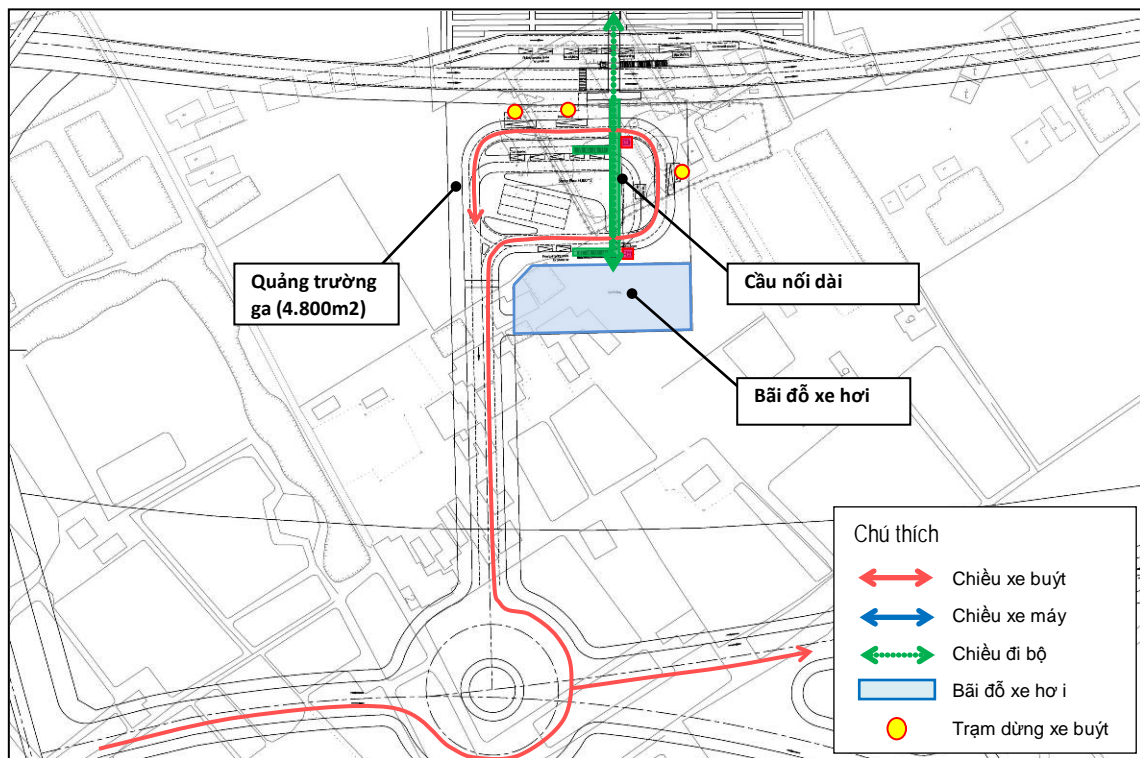 Quảng trường
ga (4.800m2)
Cầu nối dài
Bãi đỗ xe hơi
Chú thích
Chiều xe buýt
Chiều xe máy
Chiều đi bộ
Bãi đỗ xe hơ i
Trạm dừng xe buýt